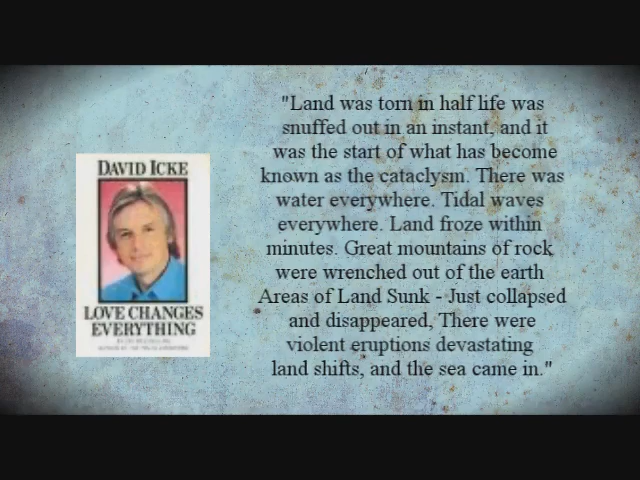 DAVID ICKE
LOVE CHANGES
EVERYTHING
"Land was torn in half life was
snuffed out in an instant, and it
was the start of what has become
known as the cataclysm. There was
water everywhere. Tidal waves
everywhere. Land froze within
minutes. Great mountains of rock
were wrenched out of the earth
Areas of Land Sunk - Just collapsed
and disappeared, There were
violent eruptions devastating
land shifts, and the sea came in."